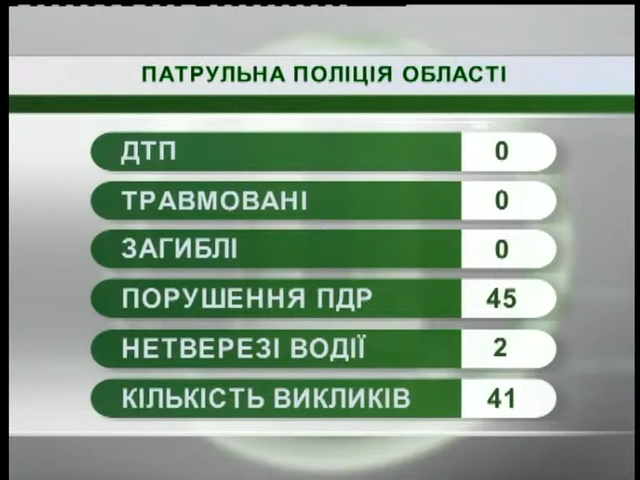 ПАТРУЛЬНА ПОЛІЦІЯ ОБЛАСТІ
ДТП 0
ТРАВМОВАНІ 0
ЗАГИБЛІ 0
ПОРУШЕННЯ ПДР 45
НЕТВЕРЕЗІ ВОДІЇ 2
КІЛЬКІСТЬ ВИКЛИКІВ 41